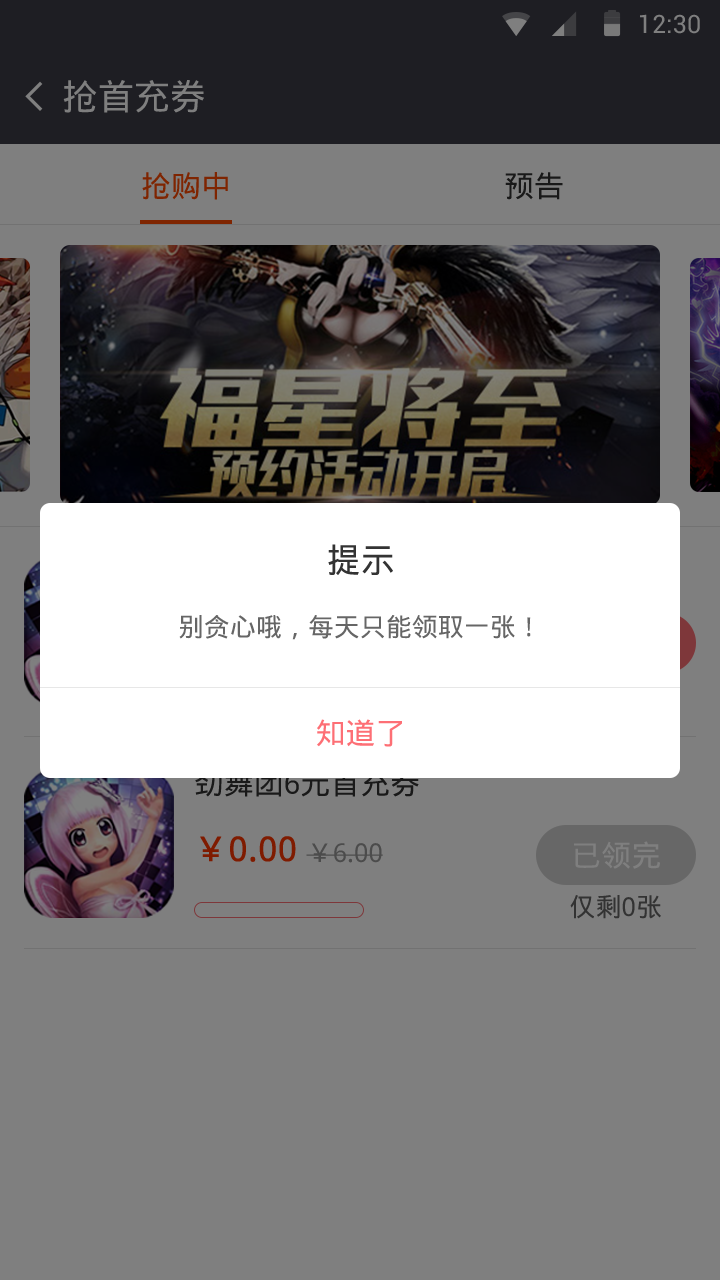 12:30
抢首充券
抢购中
预告
福星将至
预约活动开启
提示
别贪心哦，每天只能领取一张！
知道了
劲舞团6元首充券
￥0.00
￥6.00
已领完
仅剩0张